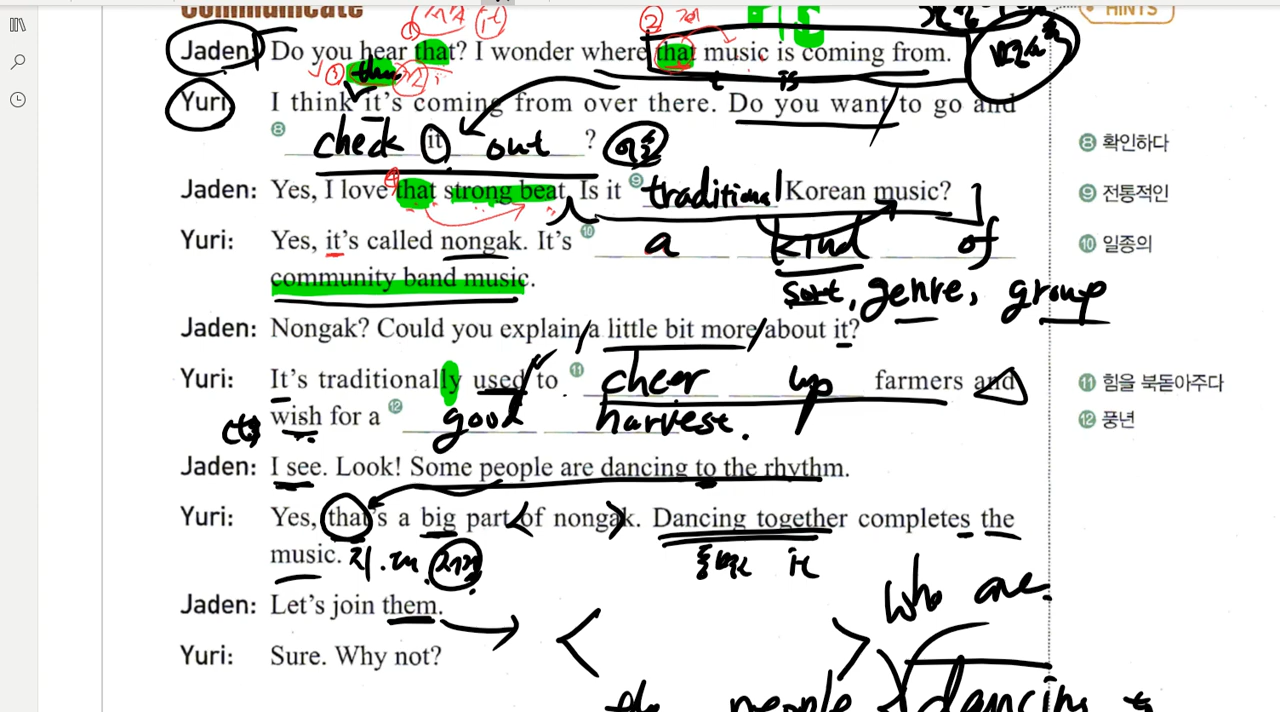 Communicate
HINTS
Jaden: Do you hear that? I wonder where that music is coming from.
Yuri: I think it's coming from over there. Do you want to go and
⑧ check it out ?
⑧ 확인하다
Jaden: Yes, I love that strong beat. Is it ⑨ traditional Korean music?
⑨ 전통적인
Yuri: Yes, it's called nongak. It's ⑩ a kind of
⑩ 일종의
community band music.
sort, genre, group
Jaden: Nongak? Could you explain a little bit more about it?
Yuri: It's traditionally used to ⑪ cheer up farmers and
⑪ 힘을 북돋아주다
wish for a ⑫ good harvest.
⑫ 풍년
Jaden: I see. Look! Some people are dancing to the rhythm.
Yuri: Yes, that's a big part of nongak. Dancing together completes the
music.
who are
Jaden: Let's join them.
Yuri: Sure. Why not?
people dancing